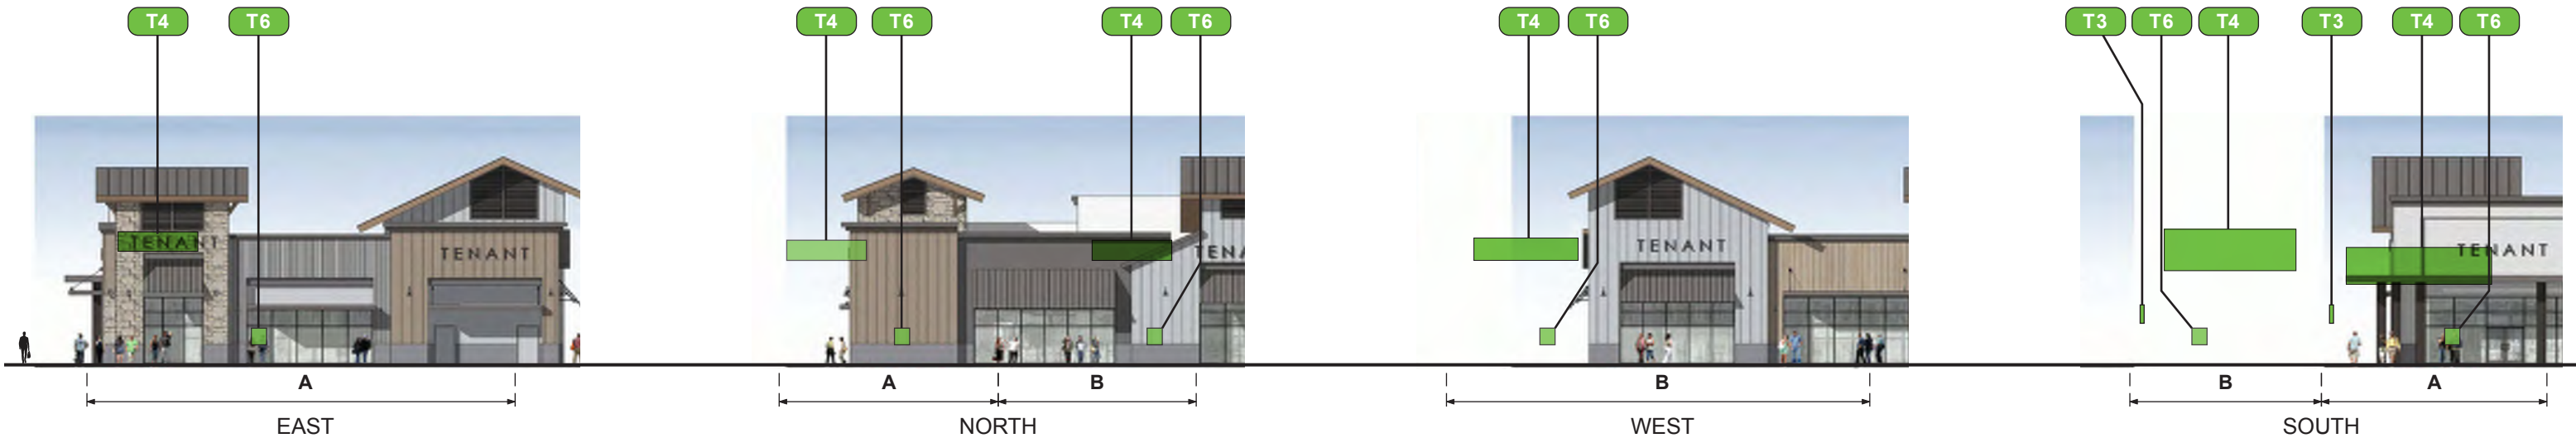 T4 T6 T4 T6 T4 T6 T4 T6 T3 T6 T4 T3 T4 T6
TENANT TENANT TENANT TENANT TENANT
A A B B B A
EAST NORTH WEST SOUTH